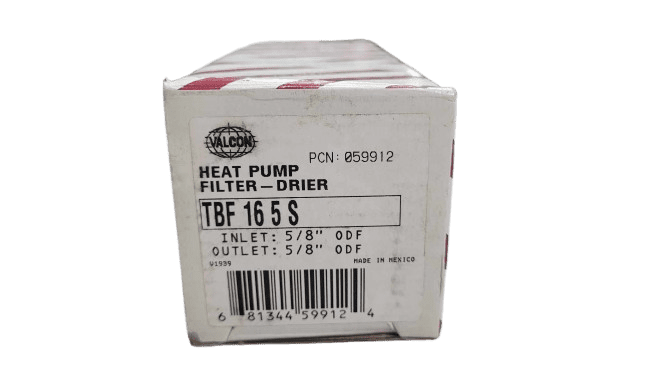 VALCON
PCN: 059912
HEAT PUMP
FILTER-DRIER
TBF 16 5 S
INLET: 5/8" ODF
OUTLET: 5/8" ODF
W1939 MADE IN MEXICO
6 81344 59912 4